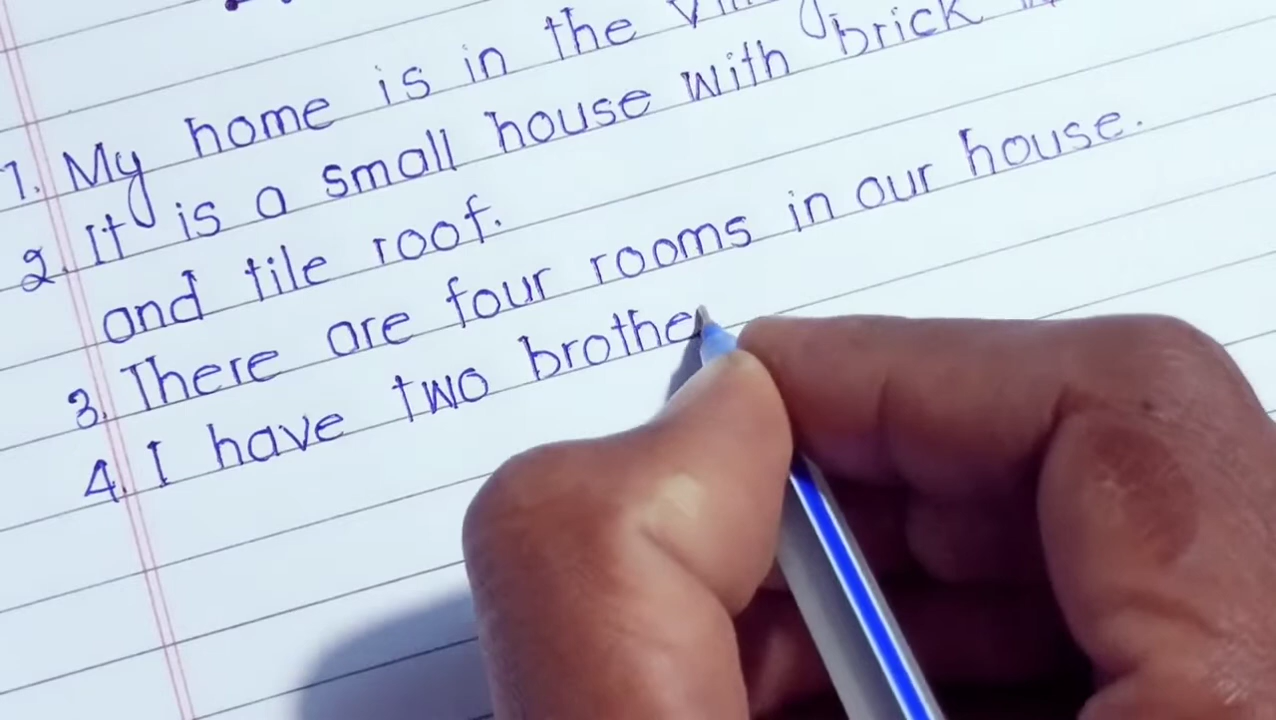 1. My home is in the
2. It is a small house with brick
and tile roof.
3. There are four rooms in our house.
4. I have two brothe